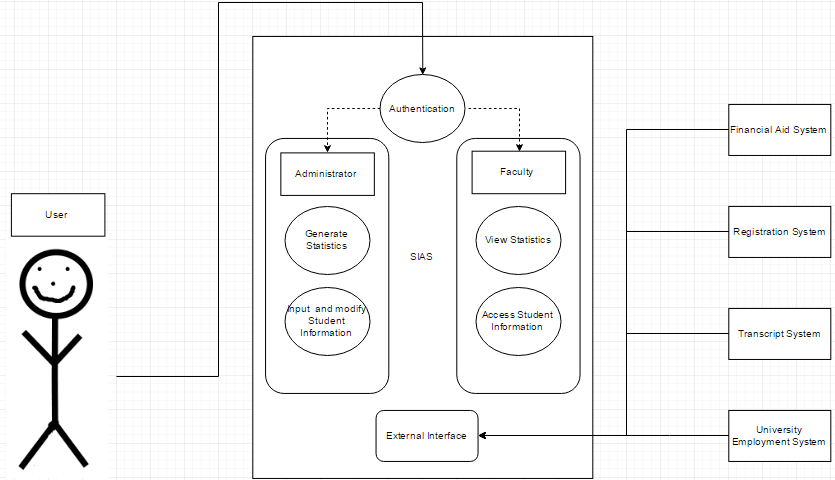 Authentication
Administrator
Generate
Statistics
Input and modify
Student
Information
SIAS
Faculty
View Statistics
Access Student
Information
External Interface
User
Financial Aid System
Registration System
Transcript System
University
Employment System